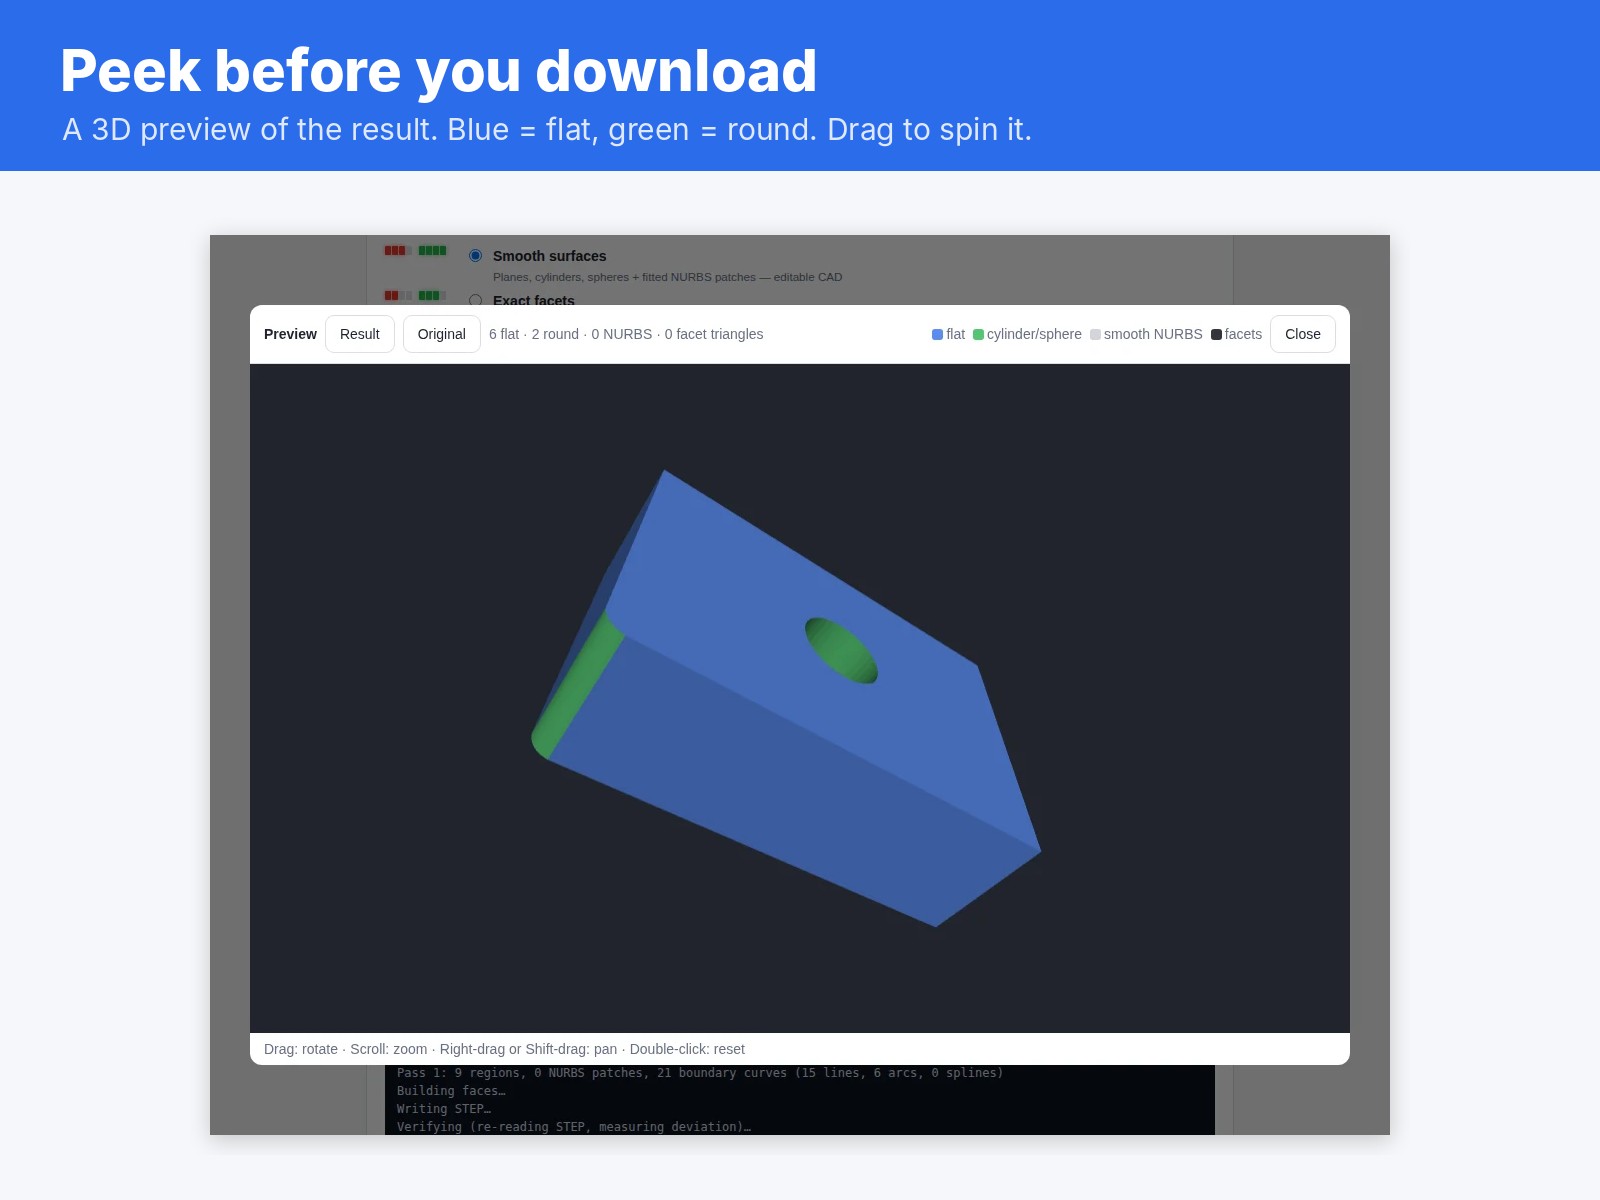 Peek before you download
A 3D preview of the result. Blue = flat, green = round. Drag to spin it.
Smooth surfaces
Planes, cylinders, spheres + fitted NURBS patches — editable CAD
Exact facets
Preview Result Original 6 flat · 2 round · 0 NURBS · 0 facet triangles flat cylinder/sphere smooth NURBS facets Close
Drag: rotate · Scroll: zoom · Right-drag or Shift-drag: pan · Double-click: reset
Pass 1: 9 regions, 0 NURBS patches, 21 boundary curves (15 lines, 6 arcs, 0 splines)
Building faces…
Writing STEP…
Verifying (re-reading STEP, measuring deviation)…